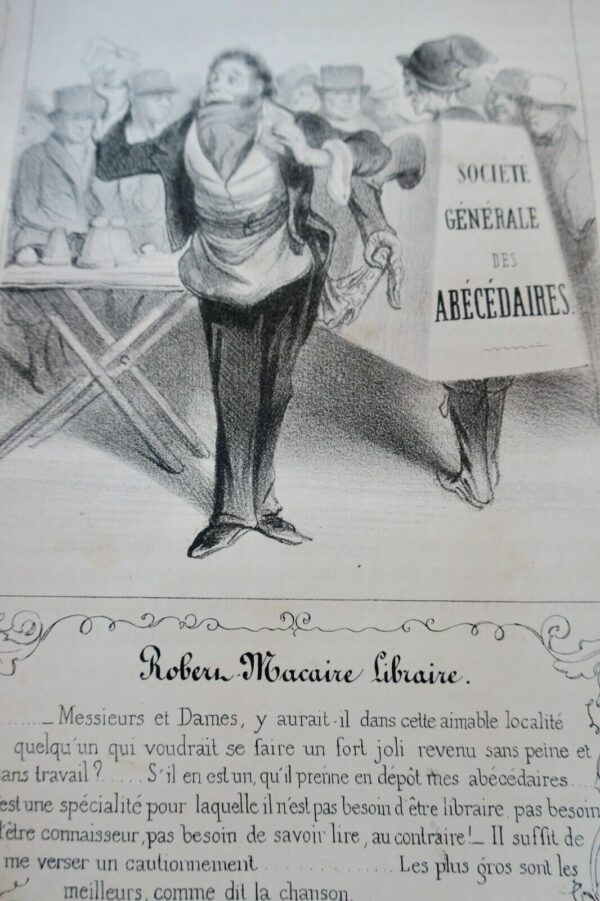 SOCIÉTÉ
GÉNÉRALE
DES
ABÉCÉDAIRES.
Robert-Macaire Libraire.
....._ Messieurs et Dames, y aurait-il dans cette aimable localité
quelqu'un qui voudrait se faire un fort joli revenu sans peine et
ans travail?..... S'il en est un, qu'il prenne en dépôt mes abécédaires....
est une spécialité pour laquelle il n'est pas besoin d'être libraire, pas besoin
d'être connaisseur, pas besoin de savoir lire, au contraire!_ Il suffit de
me verser un cautionnement.............. Les plus gros sont les
meilleurs, comme dit la chanson.